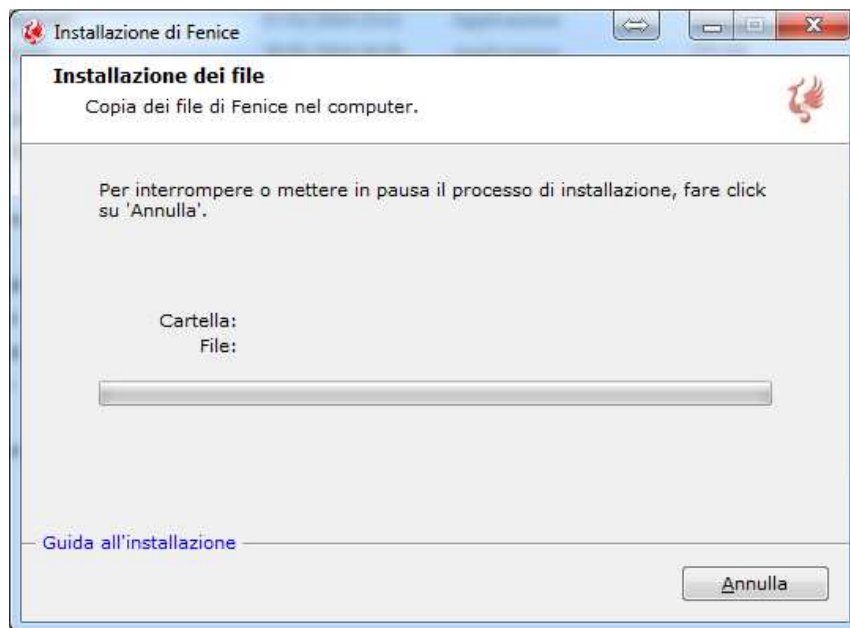 Installazione di Fenice
Installazione dei file
Copia dei file di Fenice nel computer.
Per interrompere o mettere in pausa il processo di installazione, fare click
su 'Annulla'.
Cartella:
File:
Guida all'installazione
Annulla